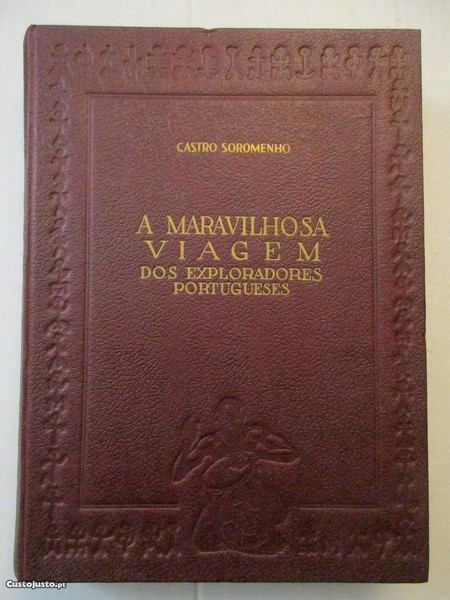 CASTRO SOROMENHO
A MARAVILHOSA
VIAGEM
DOS EXPLORADORES
PORTUGUESES
CustoJusto.pt